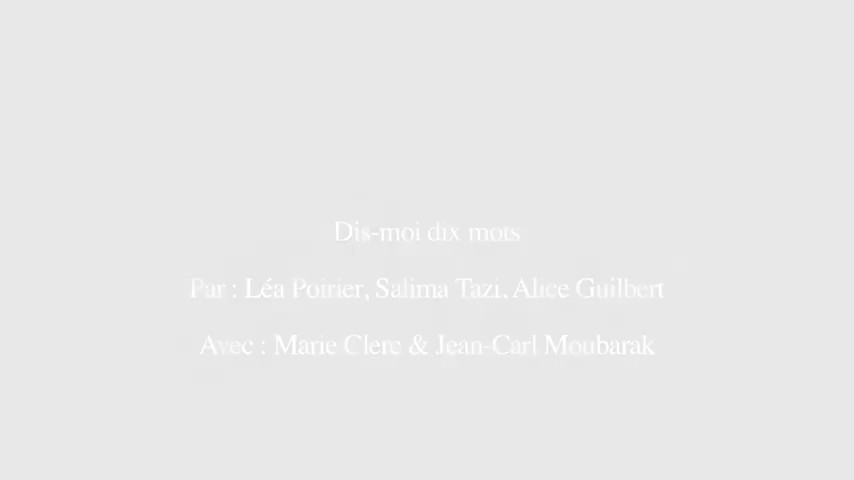 Dis-moi dix mots
Par : Léa Poirier, Salima Tazi, Alice Guilbert
Avec : Marie Clerc & Jean-Carl Moubarak